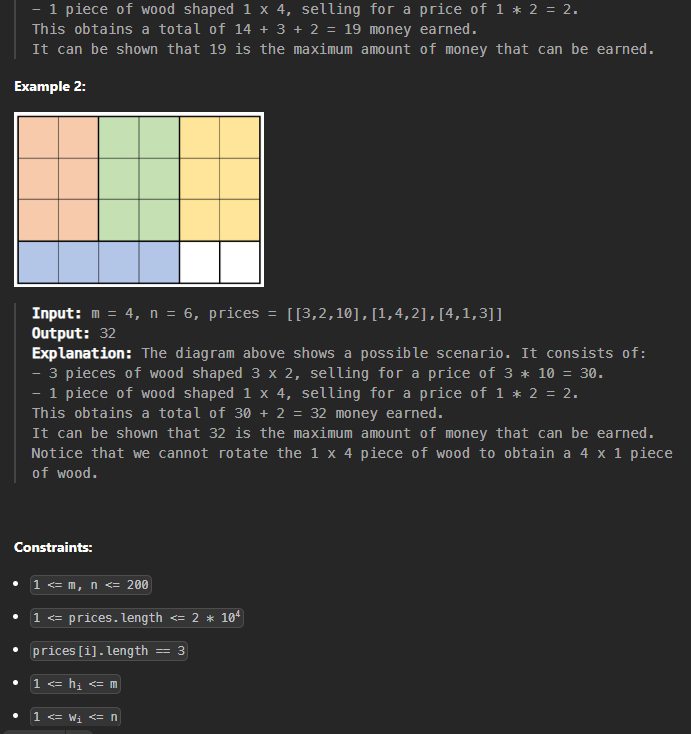 – 1 piece of wood shaped 1 x 4, selling for a price of 1 * 2 = 2.
This obtains a total of 14 + 3 + 2 = 19 money earned.
It can be shown that 19 is the maximum amount of money that can be earned.
Example 2:
Input: m = 4, n = 6, prices = [[3,2,10],[1,4,2],[4,1,3]]
Output: 32
Explanation: The diagram above shows a possible scenario. It consists of:
– 3 pieces of wood shaped 3 x 2, selling for a price of 3 * 10 = 30.
– 1 piece of wood shaped 1 x 4, selling for a price of 1 * 2 = 2.
This obtains a total of 30 + 2 = 32 money earned.
It can be shown that 32 is the maximum amount of money that can be earned.
Notice that we cannot rotate the 1 x 4 piece of wood to obtain a 4 x 1 piece
of wood.
Constraints:
• 1 <= m, n <= 200
• 1 <= prices.length <= 2 * 10⁴
• prices[i].length == 3
• 1 <= hᵢ <= m
• 1 <= wᵢ <= n